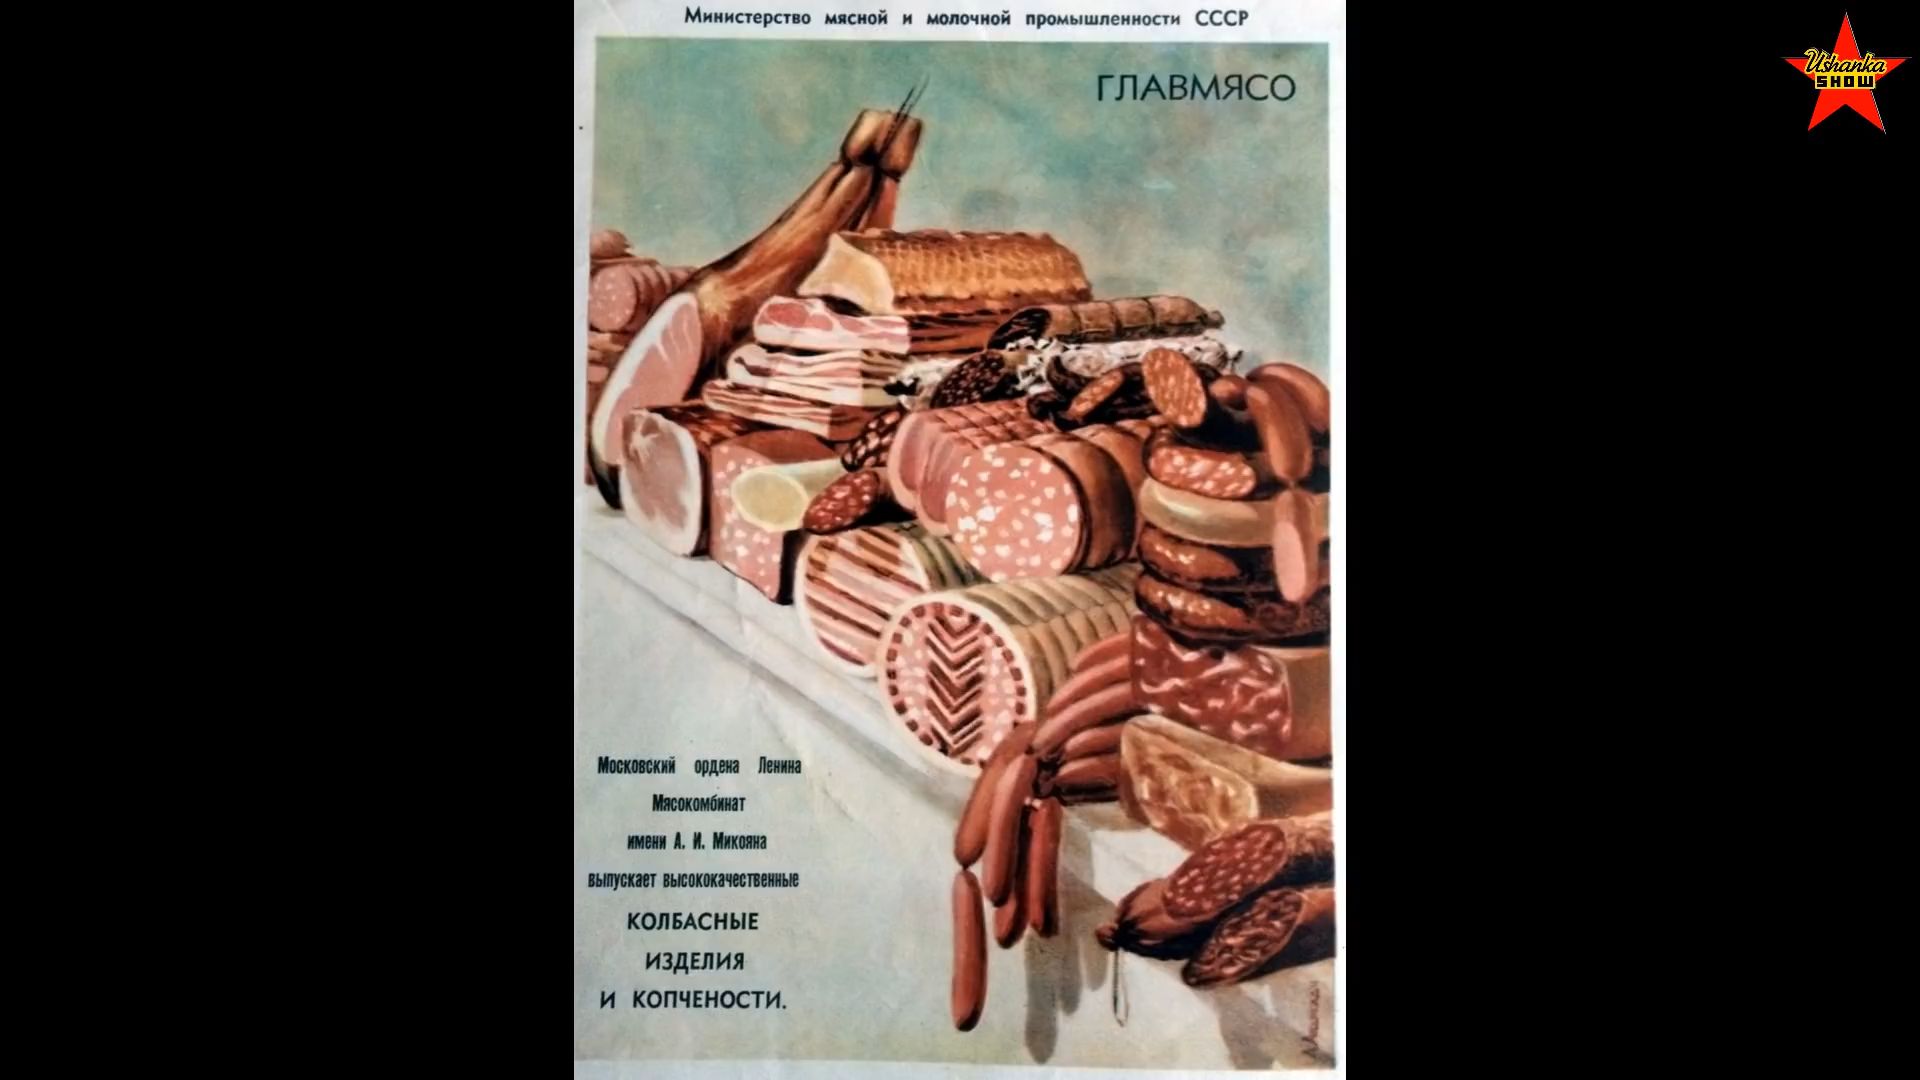 Министерство мясной и молочной промышленности СССР
ГЛАВМЯСО
Ushanka
SHOW
Московский ордена Ленина
Мясокомбинат
имени А. И. Микояна
выпускает высококачественные
КОЛБАСНЫЕ
ИЗДЕЛИЯ
И КОПЧЕНОСТИ.